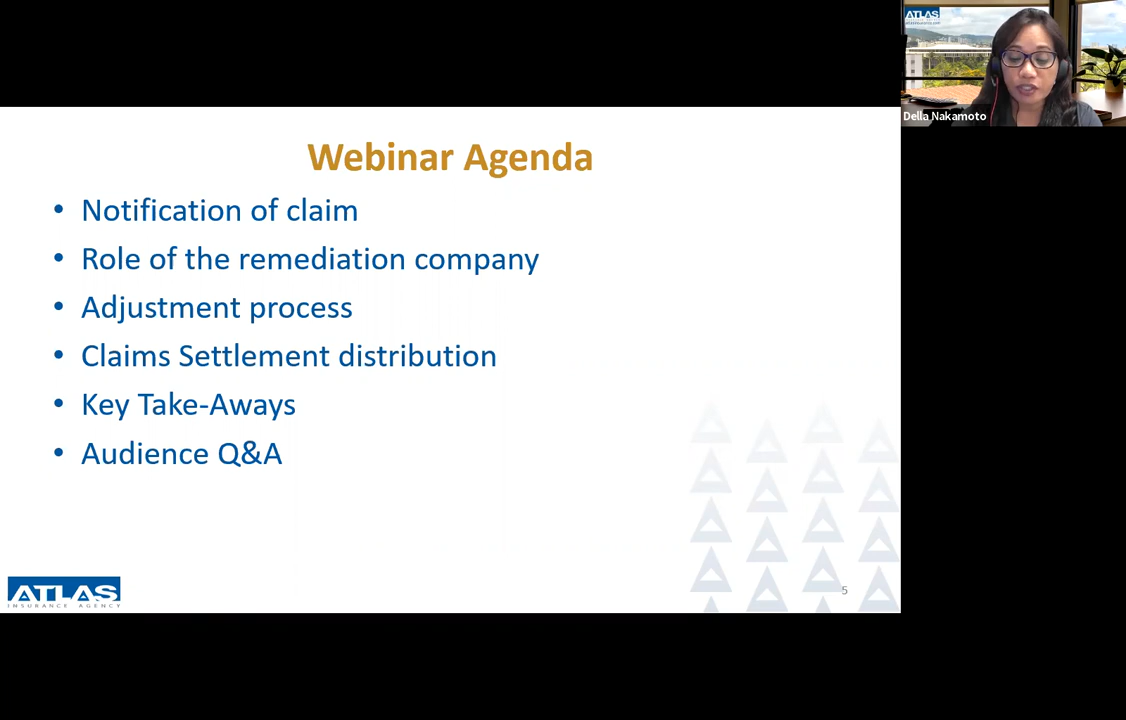 ATLAS
Della Nakamoto
Webinar Agenda
• Notification of claim
• Role of the remediation company
• Adjustment process
• Claims Settlement distribution
• Key Take-Aways
• Audience Q&A
ATLAS
INSURANCE AGENCY
5